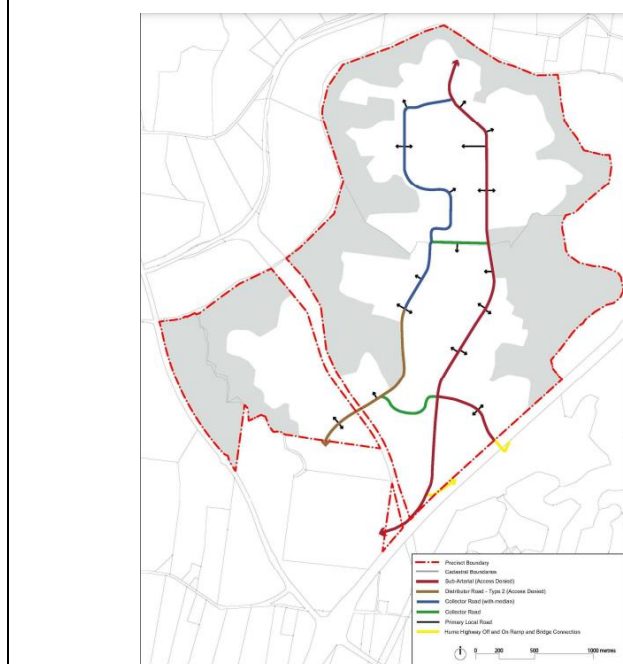 Precinct Boundary
Cadastral Boundaries
Sub-Arterial (Access Denied)
Distributor Road - Type 2 (Access Denied)
Collector Road (with median)
Collector Road
Primary Local Road
Hume Highway Off and On Ramp and Bridge Connection
0 200 500 1000 metres